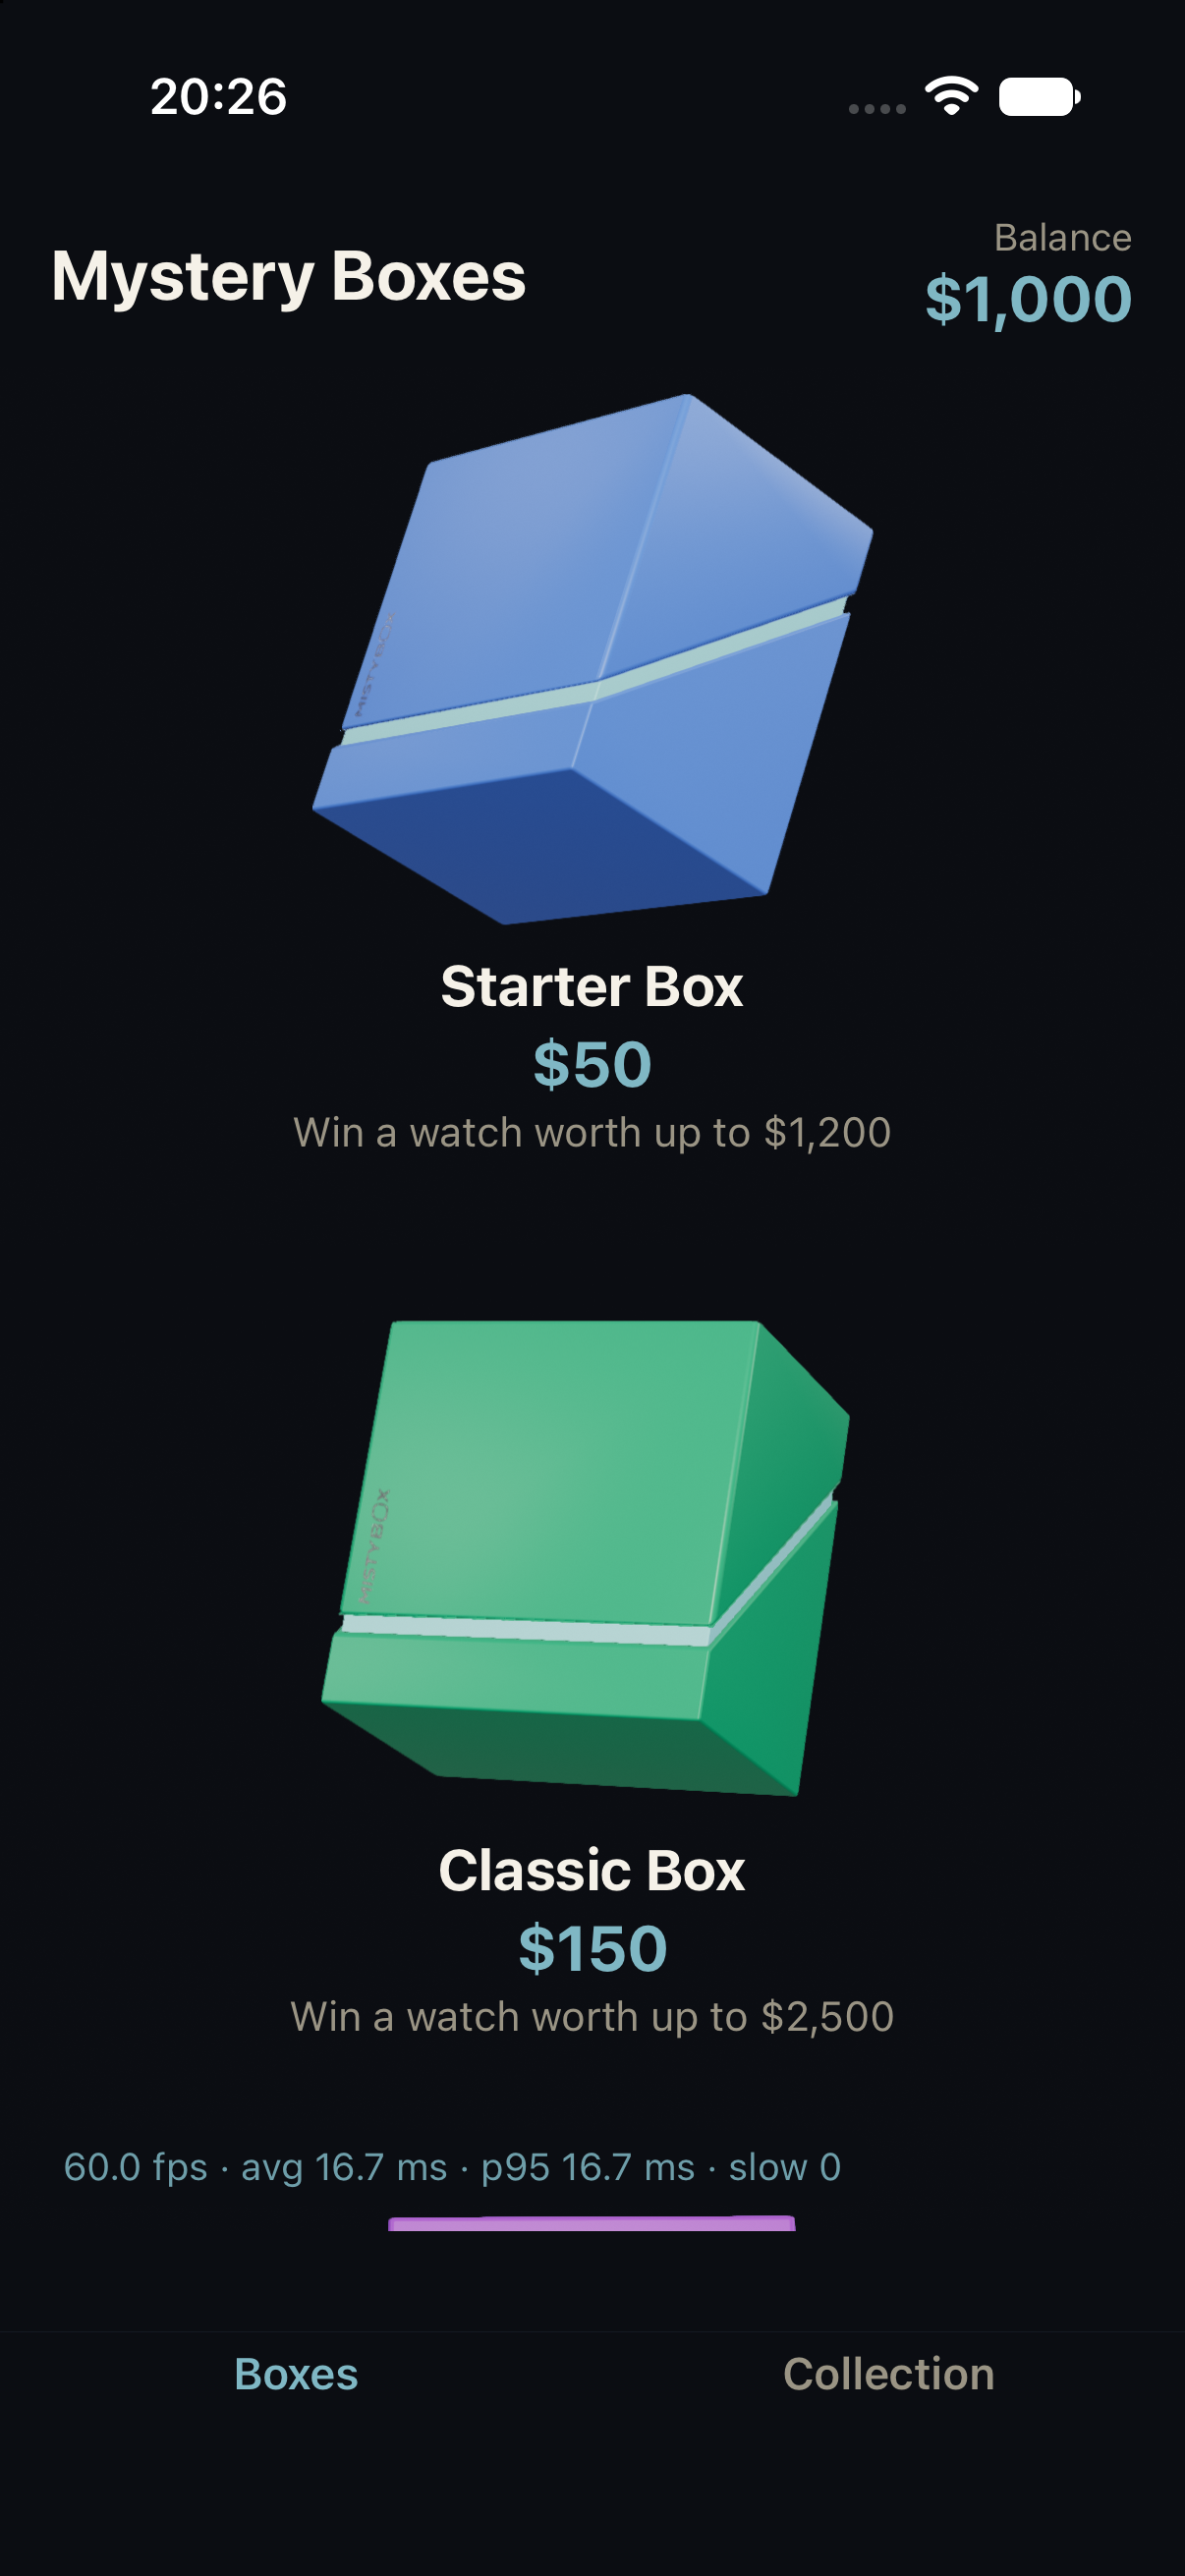 20:26
Mystery Boxes
Balance
$1,000
MISTYBOX
Starter Box
$50
Win a watch worth up to $1,200
MISTYBOX
Classic Box
$150
Win a watch worth up to $2,500
60.0 fps · avg 16.7 ms · p95 16.7 ms · slow 0
Boxes
Collection